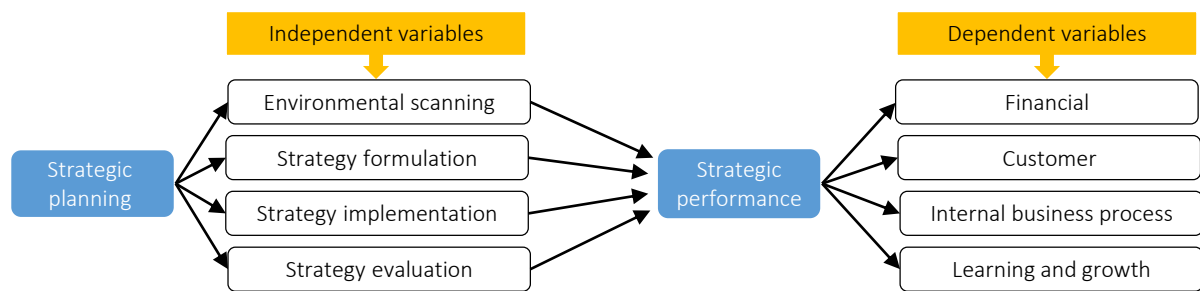 Independent variables
Dependent variables
Environmental scanning
Financial
Strategy formulation
Customer
Strategic
planning
Strategic
performance
Strategy implementation
Internal business process
Strategy evaluation
Learning and growth